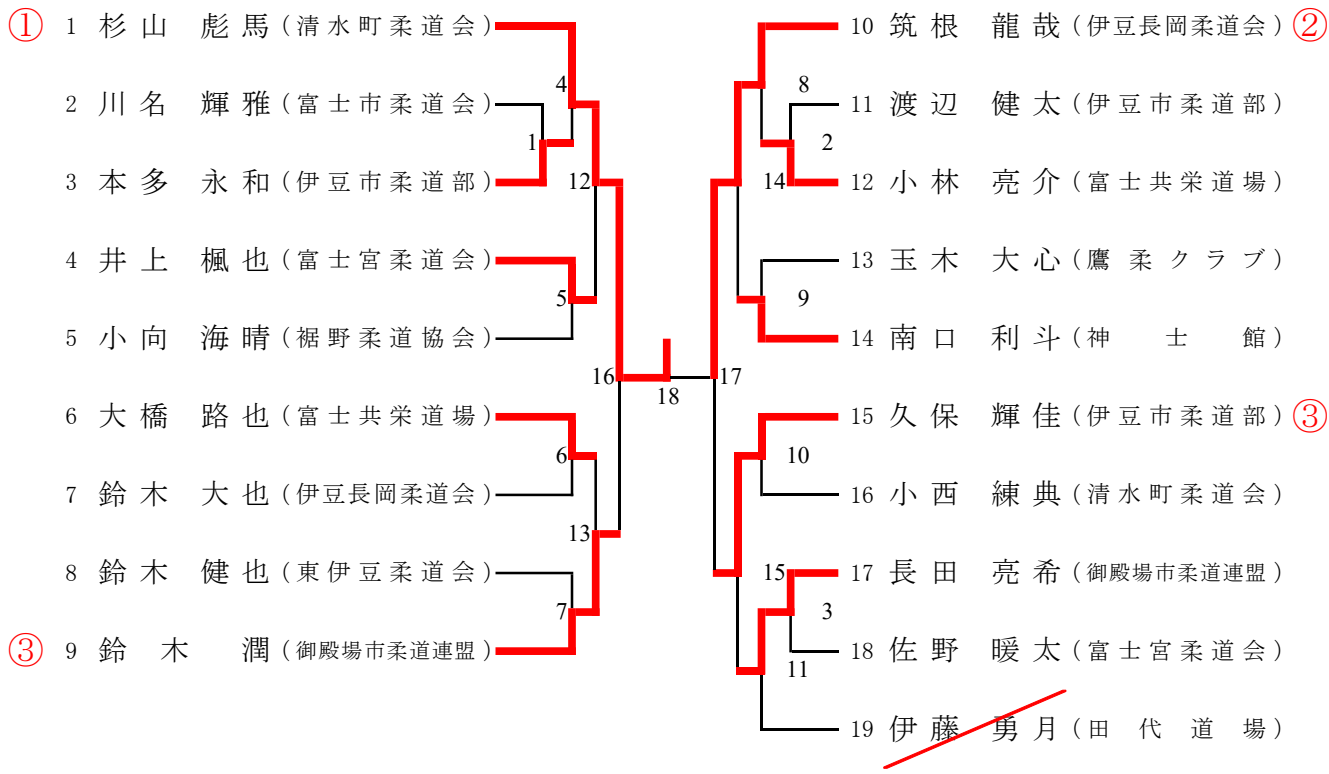 ① 1 杉山 彪馬 (清水町柔道会)
2 川名 輝雅 (富士市柔道会)
3 本多 永和 (伊豆市柔道部)
4 井上 楓也 (富士宮柔道会)
5 小向 海晴 (裾野柔道協会)
6 大橋 路也 (富士共栄道場)
7 鈴木 大也 (伊豆長岡柔道会)
8 鈴木 健也 (東伊豆柔道会)
③ 9 鈴木 潤 (御殿場市柔道連盟)
4
1
12
5
16
6
13
7
18
17
8
2
14
9
10
15
3
11
10 筑根 龍哉 (伊豆長岡柔道会) ②
11 渡辺 健太 (伊豆市柔道部)
12 小林 亮介 (富士共栄道場)
13 玉木 大心 (鷹柔クラブ)
14 南口 利斗 (神士館)
15 久保 輝佳 (伊豆市柔道部) ③
16 小西 練典 (清水町柔道会)
17 長田 亮希 (御殿場市柔道連盟)
18 佐野 暖太 (富士宮柔道会)
19 伊藤 勇月 (田代道場)